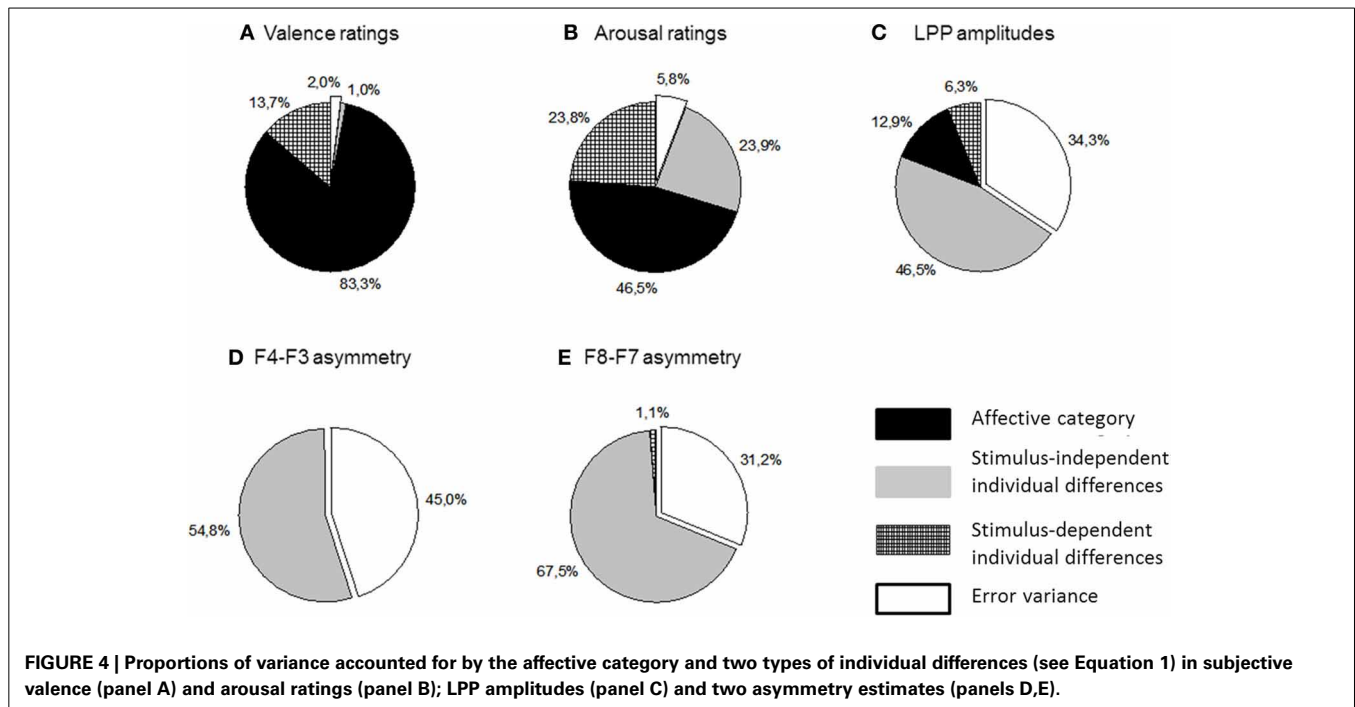 A Valence ratings
B Arousal ratings
C LPP amplitudes
2,0%
1,0%
13,7%
83,3%
5,8%
23,8%
23,9%
46,5%
6,3%
12,9%
34,3%
46,5%
D F4-F3 asymmetry
E F8-F7 asymmetry
54,8%
45,0%
1,1%
31,2%
67,5%
Affective category
Stimulus-independent
individual differences
Stimulus-dependent
individual differences
Error variance
FIGURE 4 | Proportions of variance accounted for by the affective category and two types of individual differences (see Equation 1) in subjective
valence (panel A) and arousal ratings (panel B); LPP amplitudes (panel C) and two asymmetry estimates (panels D,E).